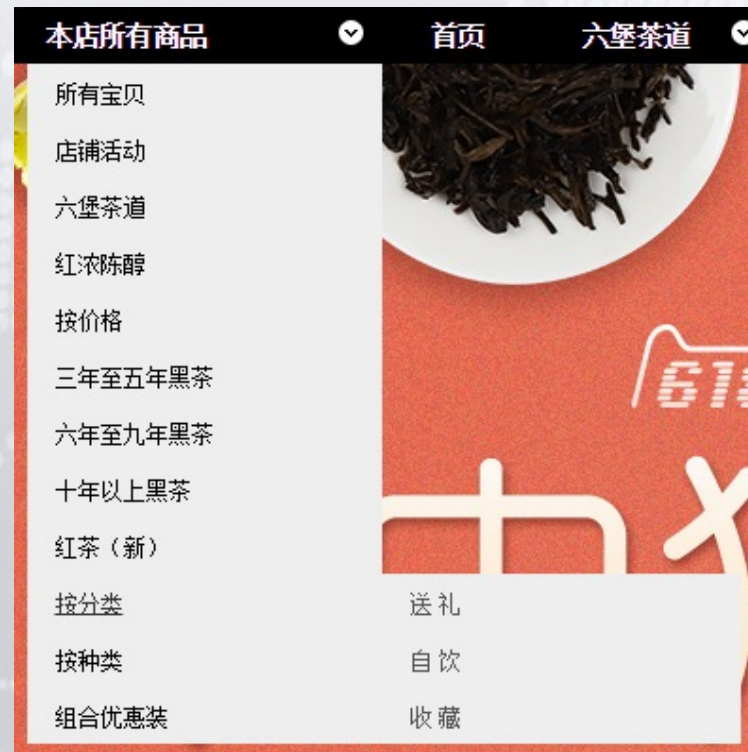 本店所有商品 首页 六堡茶道
所有宝贝
店铺活动
六堡茶道
红浓陈醇
按价格
三年至五年黑茶
六年至九年黑茶
十年以上黑茶
红茶（新）
按分类 送礼
按种类 自饮
组合优惠装 收藏